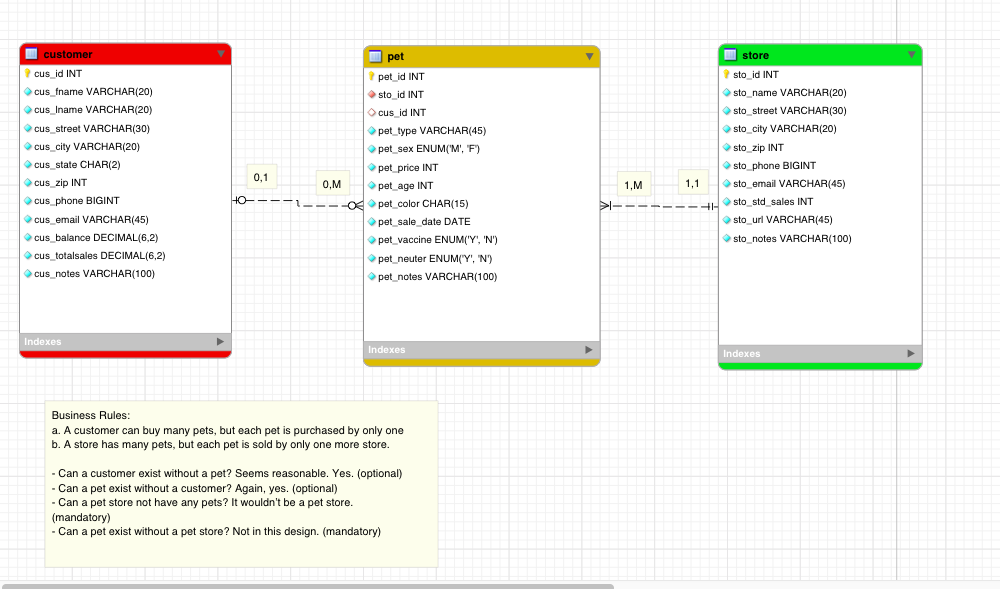 customer
cus_id INT
cus_fname VARCHAR(20)
cus_lname VARCHAR(20)
cus_street VARCHAR(30)
cus_city VARCHAR(20)
cus_state CHAR(2)
cus_zip INT
cus_phone BIGINT
cus_email VARCHAR(45)
cus_balance DECIMAL(6,2)
cus_totalsales DECIMAL(6,2)
cus_notes VARCHAR(100)
Indexes
0,1
0,M
pet
pet_id INT
sto_id INT
cus_id INT
pet_type VARCHAR(45)
pet_sex ENUM('M', 'F')
pet_price INT
pet_age INT
pet_color CHAR(15)
pet_sale_date DATE
pet_vaccine ENUM('Y', 'N')
pet_neuter ENUM('Y', 'N')
pet_notes VARCHAR(100)
Indexes
1,M
1,1
store
sto_id INT
sto_name VARCHAR(20)
sto_street VARCHAR(30)
sto_city VARCHAR(20)
sto_zip INT
sto_phone BIGINT
sto_email VARCHAR(45)
sto_std_sales INT
sto_url VARCHAR(45)
sto_notes VARCHAR(100)
Indexes
Business Rules:
a. A customer can buy many pets, but each pet is purchased by only one
b. A store has many pets, but each pet is sold by only one more store.
- Can a customer exist without a pet? Seems reasonable. Yes. (optional)
- Can a pet exist without a customer? Again, yes. (optional)
- Can a pet store not have any pets? It wouldn't be a pet store.
(mandatory)
- Can a pet exist without a pet store? Not in this design. (mandatory)